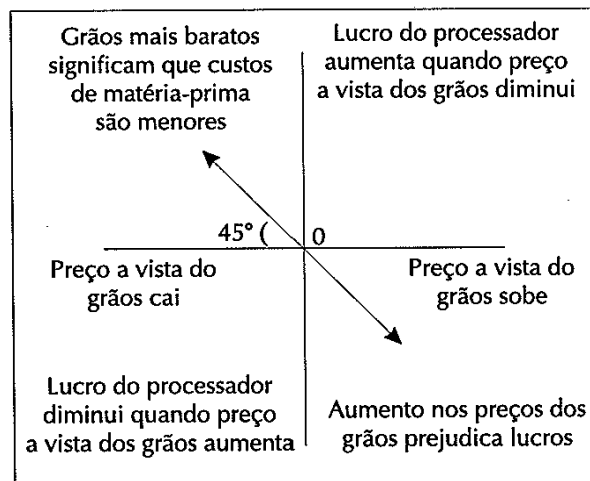 Grãos mais baratos
significam que custos
de matéria-prima
são menores
Lucro do processador
aumenta quando preço
a vista dos grãos diminui
45° (
0
Preço a vista do
grãos cai
Preço a vista do
grãos sobe
Lucro do processador
diminui quando preço
a vista dos grãos aumenta
Aumento nos preços dos
grãos prejudica lucros